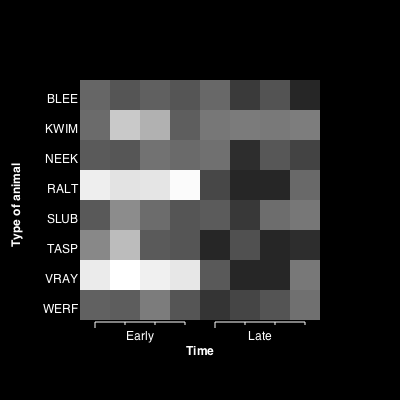 BLEE
KWIM
NEEK
RALT
SLUB
TASP
VRAY
WERF
Type of animal
Early Late
Time